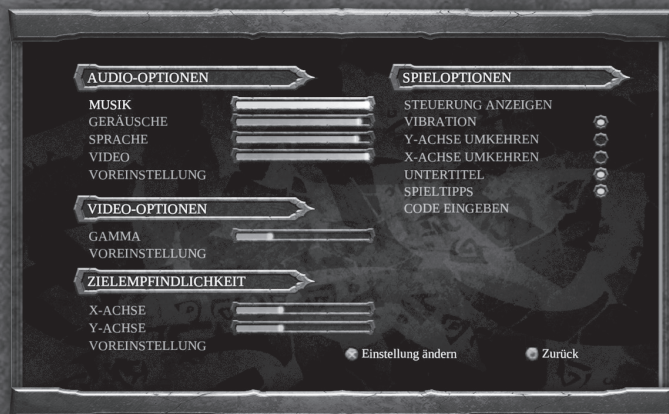 AUDIO-OPTIONEN
MUSIK
GERÄUSCHE
SPRACHE
VIDEO
VOREINSTELLUNG
VIDEO-OPTIONEN
GAMMA
VOREINSTELLUNG
ZIELEMPFINDLICHKEIT
X-ACHSE
Y-ACHSE
VOREINSTELLUNG
SPIELOPTIONEN
STEUERUNG ANZEIGEN
VIBRATION
Y-ACHSE UMKEHREN
X-ACHSE UMKEHREN
UNTERTITEL
SPIELTIPPS
CODE EINGEBEN
Einstellung ändern
Zurück